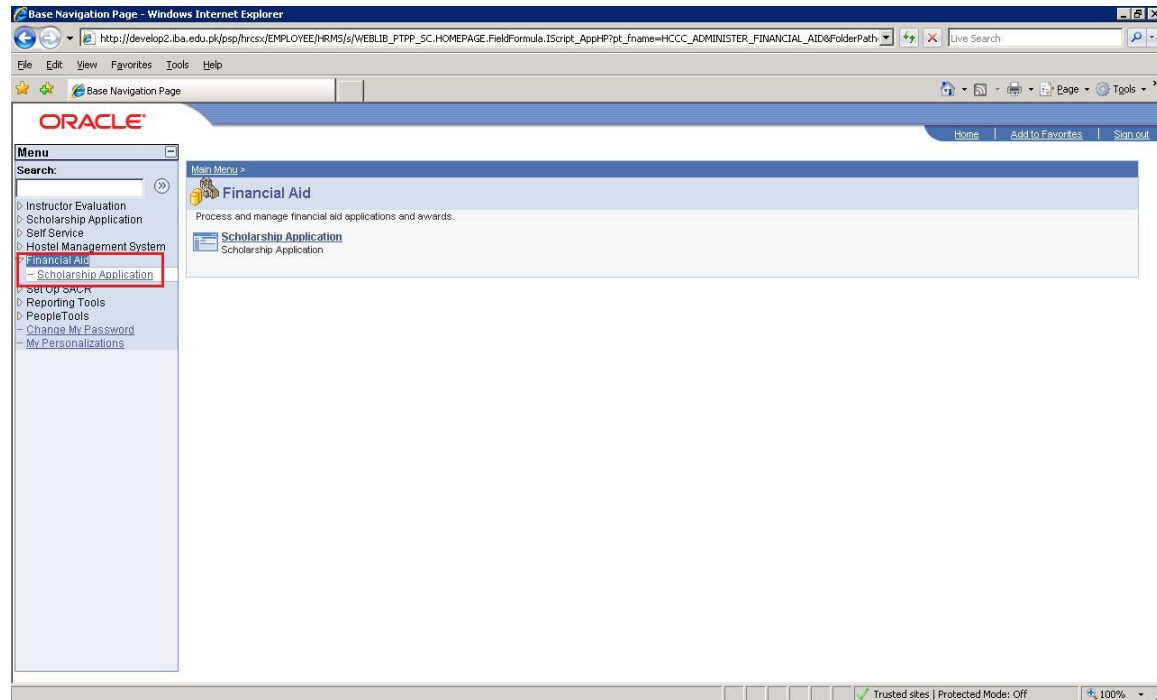 Base Navigation Page - Windows Internet Explorer
http://develop2.iba.edu.pk/psp/hrcsx/EMPLOYEE/HRMS/s/WEBLIB_PTPP_SC.HOMEPAGE.FieldFormula.IScript_AppHP?pt_fname=HCCC_ADMINISTER_FINANCIAL_AID&FolderPath
Live Search
File Edit View Favorites Tools Help
Base Navigation Page
Page Tools
ORACLE
Home | Add to Favorites | Sign out
Menu
Search:
Instructor Evaluation
Scholarship Application
Self Service
Hostel Management System
Financial Aid
Scholarship Application
Set Up SACR
Reporting Tools
PeopleTools
Change My Password
My Personalizations
Main Menu >
Financial Aid
Process and manage financial aid applications and awards.
Scholarship Application
Scholarship Application
Trusted sites | Protected Mode: Off
100%